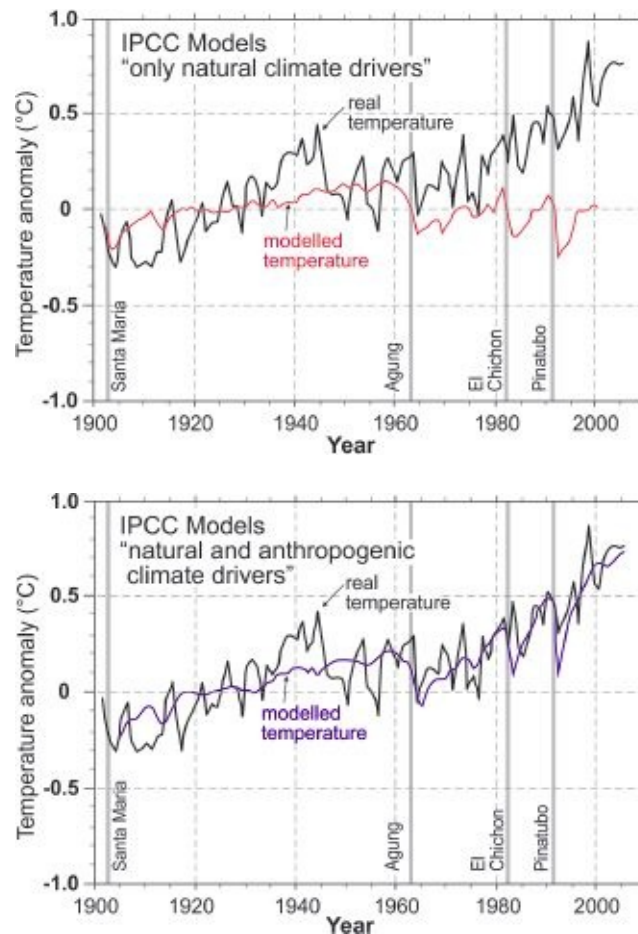 1.0
IPCC Models
"only natural climate drivers"
real
temperature
0.5
0
modelled
temperature
-0.5
-1.0
Temperature anomaly (°C)
Santa Maria
Agung
El
Chichon
Pinatubo
1900
1920
1940
1960
1980
2000
Year
1.0
IPCC Models
"natural and anthropogenic
climate drivers"
real
temperature
0.5
0
modelled
temperature
-0.5
-1.0
Temperature anomaly (°C)
Santa Maria
Agung
El
Chichon
Pinatubo
1900
1920
1940
1960
1980
2000
Year